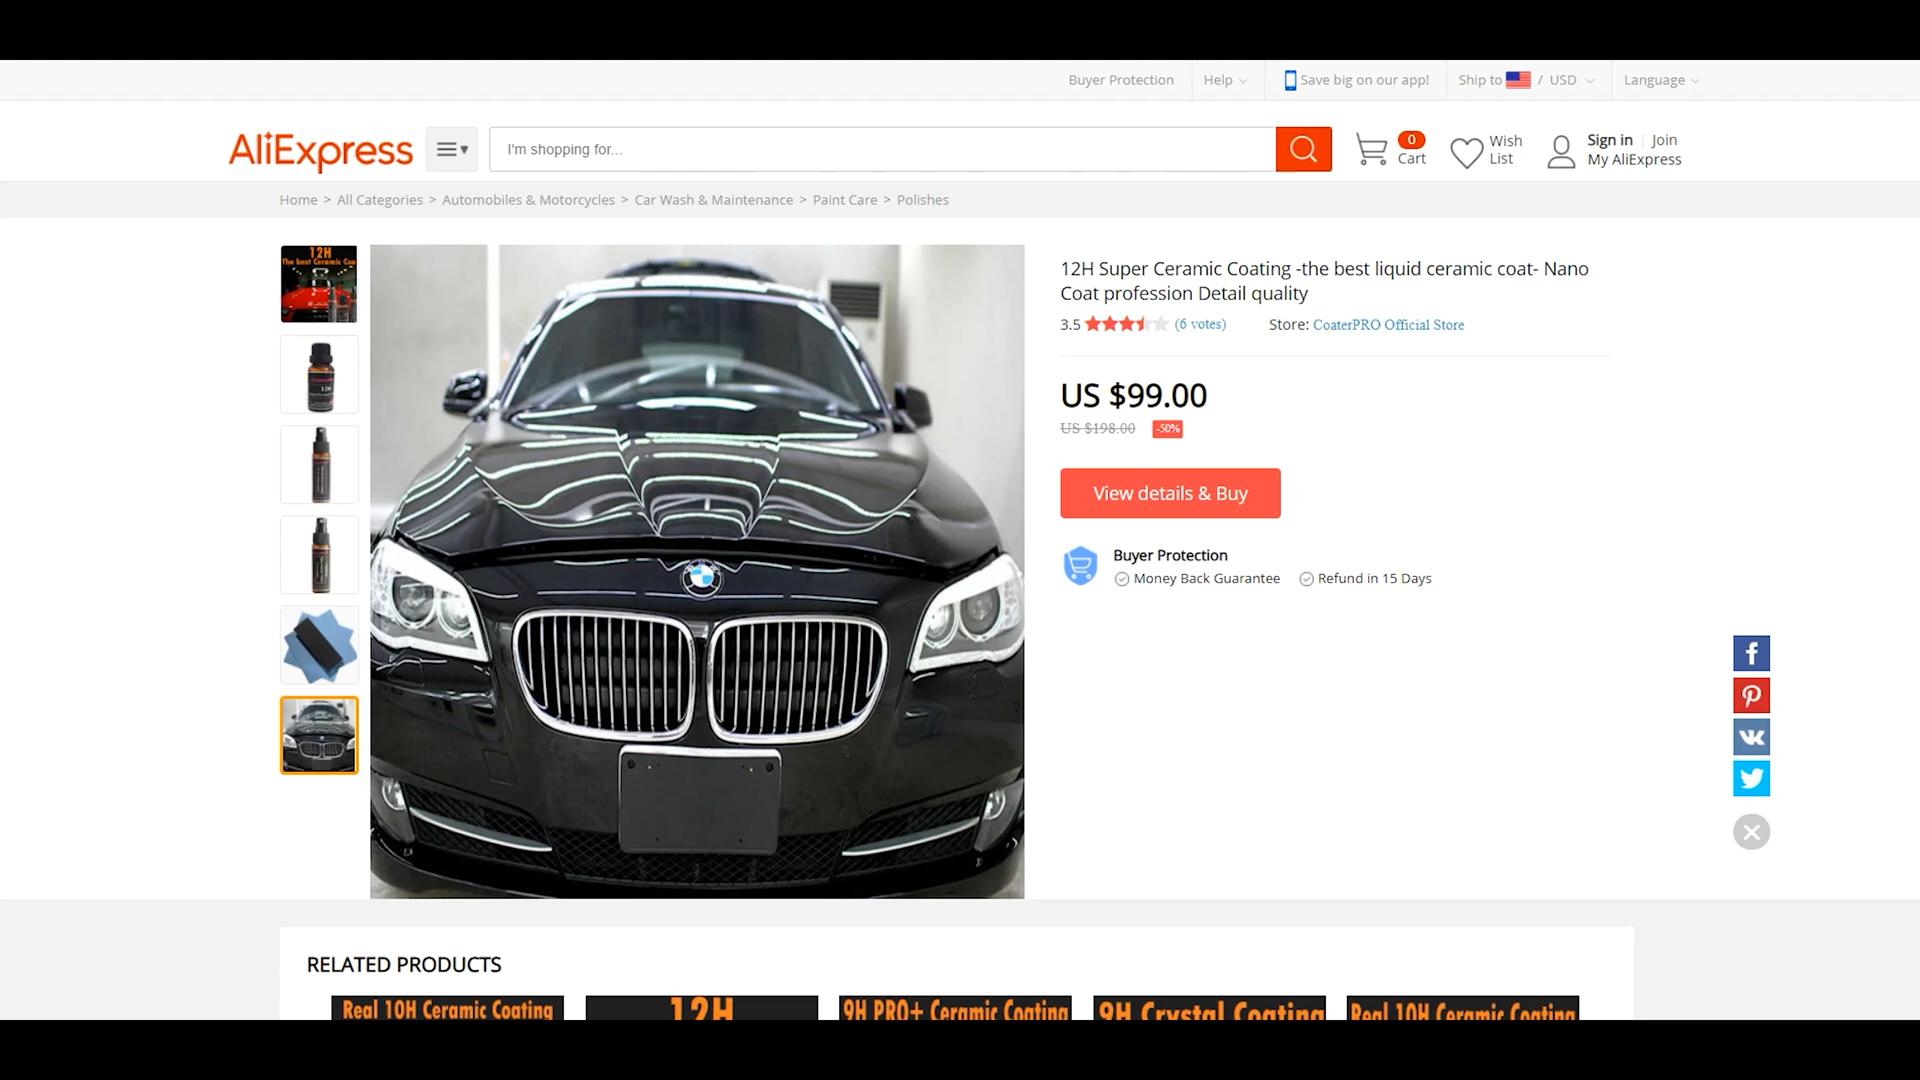 Buyer Protection
Help
Save big on our app!
Ship to / USD
Language
AliExpress
I'm shopping for...
0
Cart
Wish
List
Sign in Join
My AliExpress
Home > All Categories > Automobiles & Motorcycles > Car Wash & Maintenance > Paint Care > Polishes
12H
The best Ceramic Coa
12H Super Ceramic Coating -the best liquid ceramic coat- Nano
Coat profession Detail quality
3.5 (6 votes) Store: CoaterPRO Official Store
US $99.00
US $198.00 -50%
View details & Buy
Buyer Protection
Money Back Guarantee Refund in 15 Days
RELATED PRODUCTS
Real 10H Ceramic Coating
12H
9H PRO+ Ceramic Coating
9H Crystal Coating
Real 10H Ceramic Coating